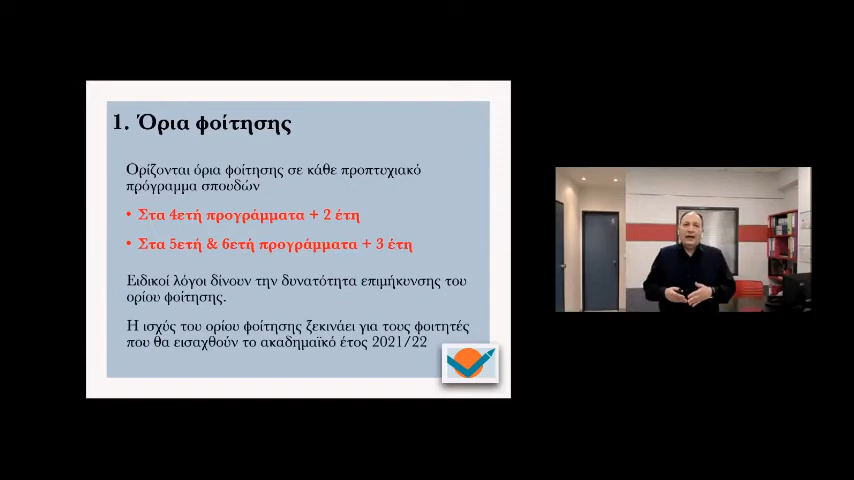 1. Όρια φοίτησης
Ορίζονται όρια φοίτησης σε κάθε προπτυχιακό
πρόγραμμα σπουδών
• Στα 4ετή προγράμματα + 2 έτη
• Στα 5ετή & 6ετή προγράμματα + 3 έτη
Ειδικοί λόγοι δίνουν την δυνατότητα επιμήκυνσης του
ορίου φοίτησης.
Η ισχύς του ορίου φοίτησης ξεκινάει για τους φοιτητές
που θα εισαχθούν το ακαδημαϊκό έτος 2021/22